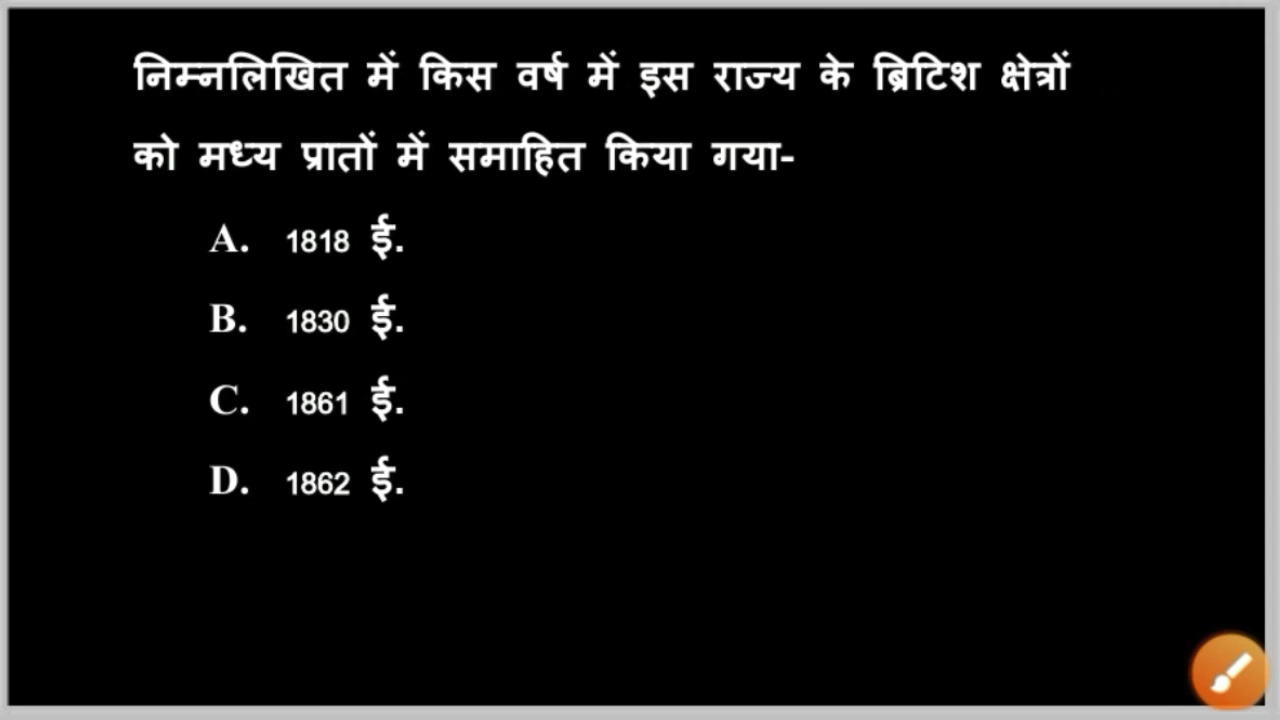 निम्नलिखित में किस वर्ष में इस राज्य के ब्रिटिश क्षेत्रों
को मध्य प्रातों में समाहित किया गया-
A. 1818 ई.
B. 1830 ई.
C. 1861 ई.
D. 1862 ई.